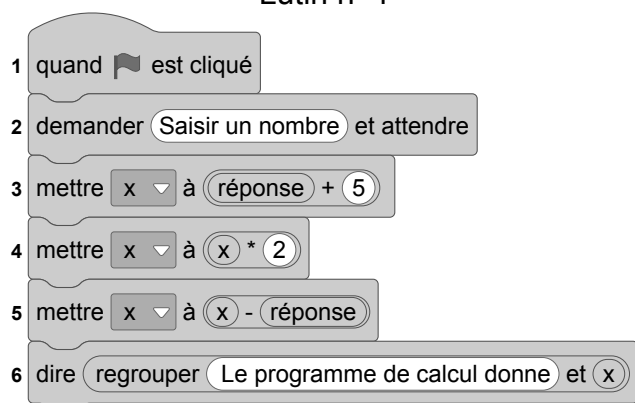 1 quand est cliqué
2 demander Saisir un nombre et attendre
3 mettre x à réponse + 5
4 mettre x à x * 2
5 mettre x à x - réponse
6 dire regrouper Le programme de calcul donne et x